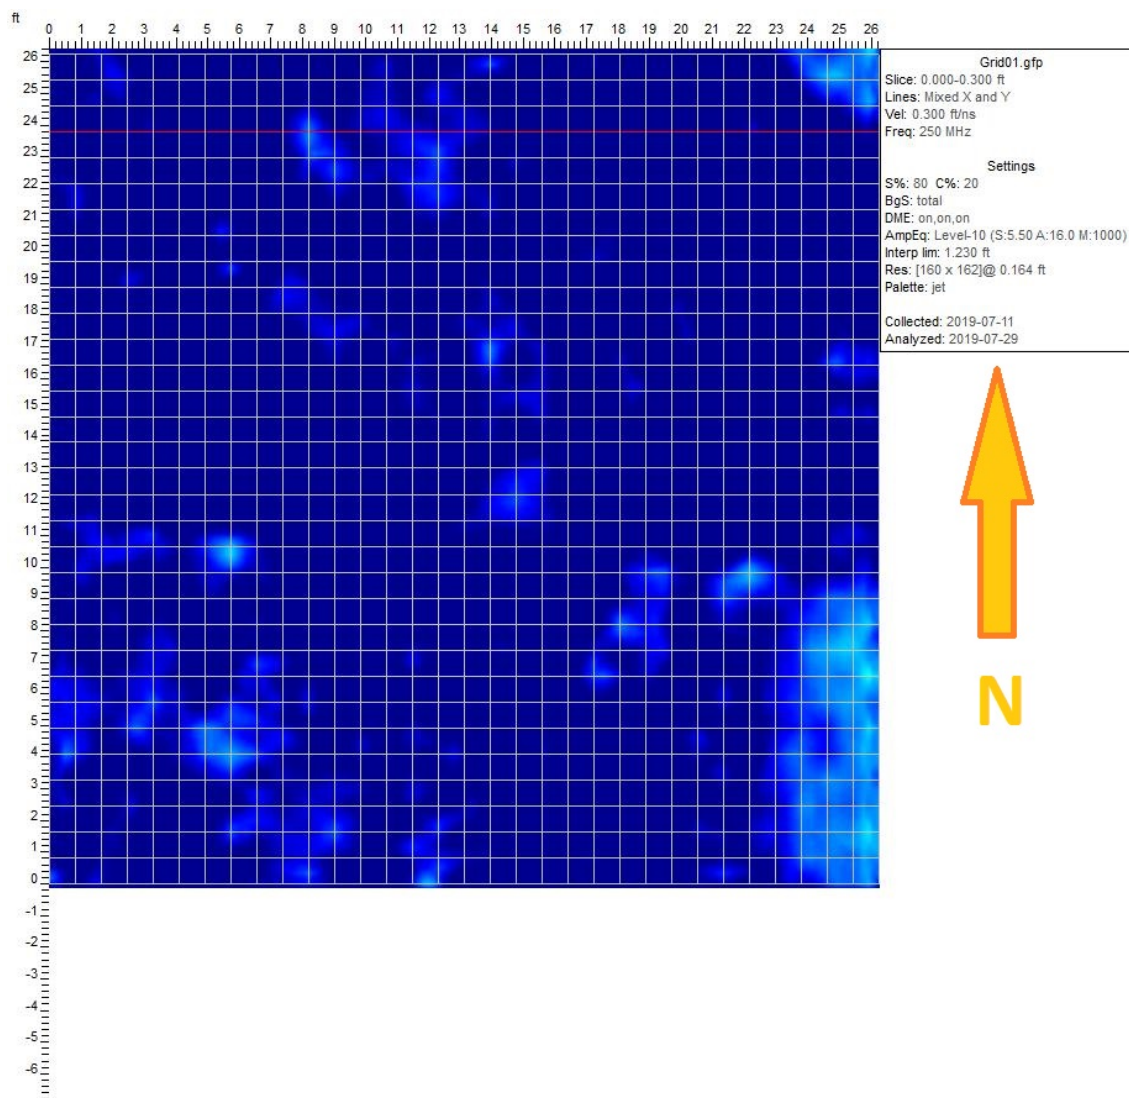 ft
0 1 2 3 4 5 6 7 8 9 10 11 12 13 14 15 16 17 18 19 20 21 22 23 24 25 26
26
25
24
23
22
21
20
19
18
17
16
15
14
13
12
11
10
9
8
7
6
5
4
3
2
1
0
-1
-2
-3
-4
-5
-6
Grid01.gfp
Slice: 0.000-0.300 ft
Lines: Mixed X and Y
Vel: 0.300 ft/ns
Freq: 250 MHz
Settings
S%: 80 C%: 20
BgS: total
DME: on,on,on
AmpEq: Level-10 (S:5.50 A:16.0 M:1000)
Interp lim: 1.230 ft
Res: [160 x 162]@ 0.164 ft
Palette: jet
Collected: 2019-07-11
Analyzed: 2019-07-29
N